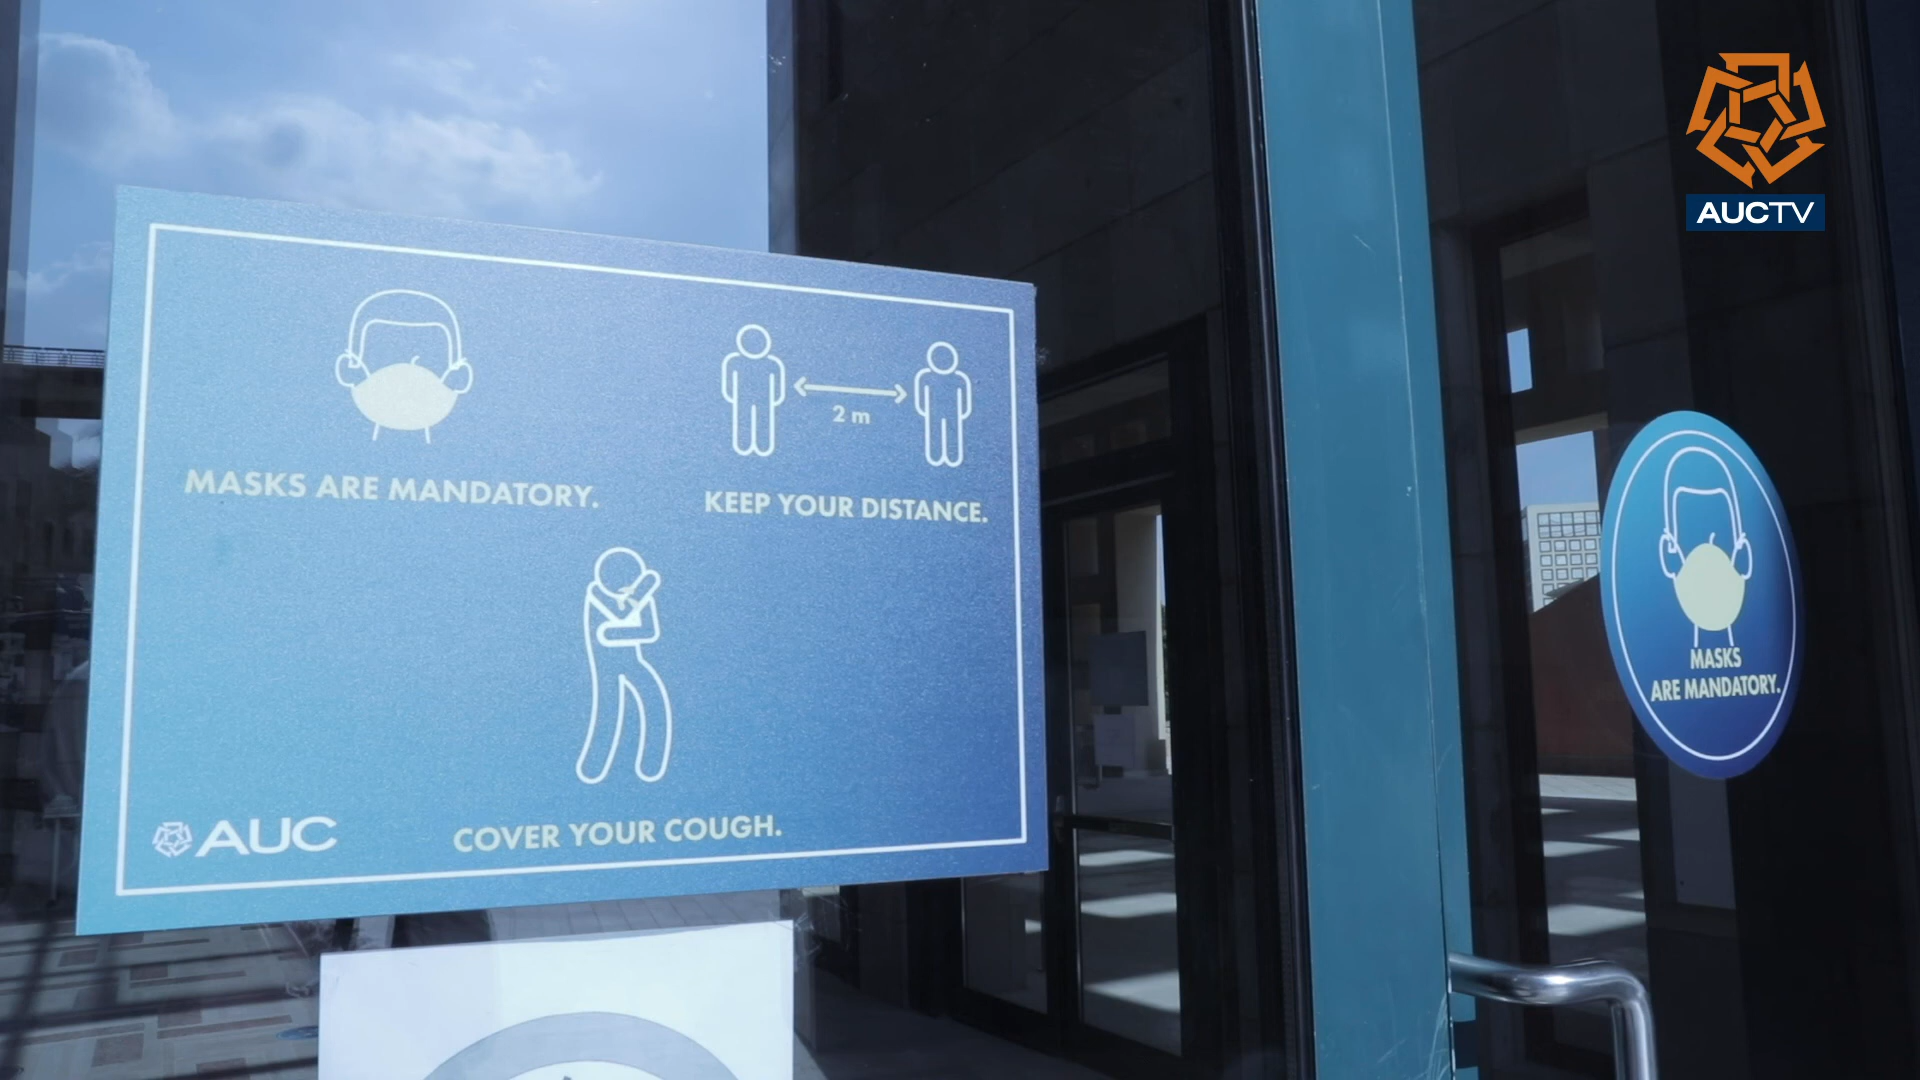 AUCTV
MASKS ARE MANDATORY.
2 m
KEEP YOUR DISTANCE.
COVER YOUR COUGH.
AUC
MASKS
ARE MANDATORY.